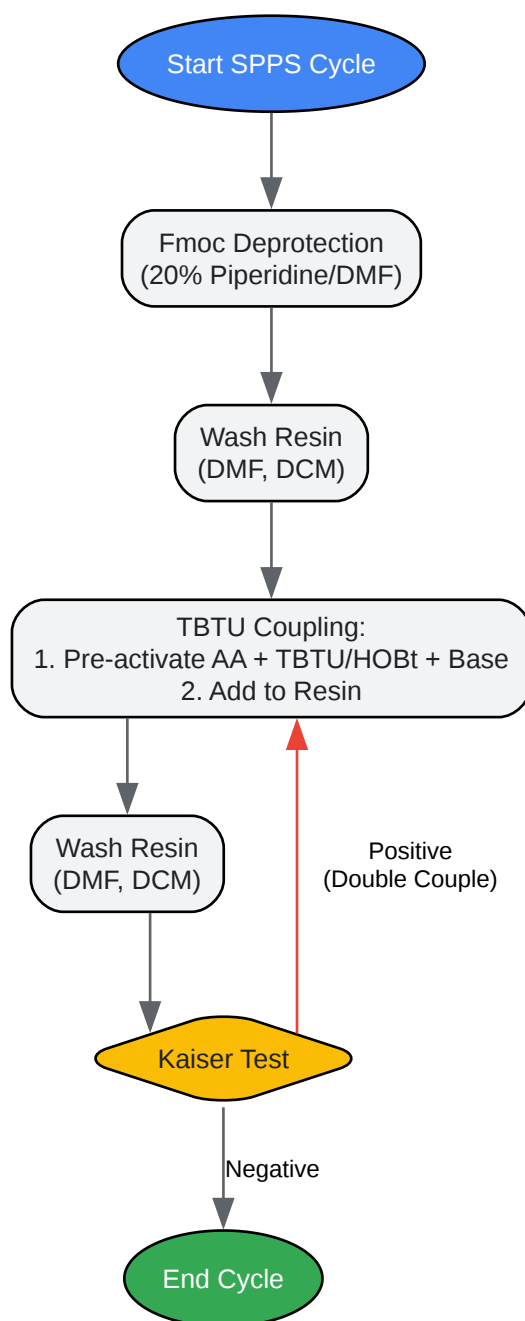 Start SPPS Cycle
Fmoc Deprotection
(20% Piperidine/DMF)
Wash Resin
(DMF, DCM)
TBTU Coupling:
1. Pre-activate AA + TBTU/HOBt + Base
2. Add to Resin
Wash Resin
(DMF, DCM)
Positive
(Double Couple)
Kaiser Test
Negative
End Cycle